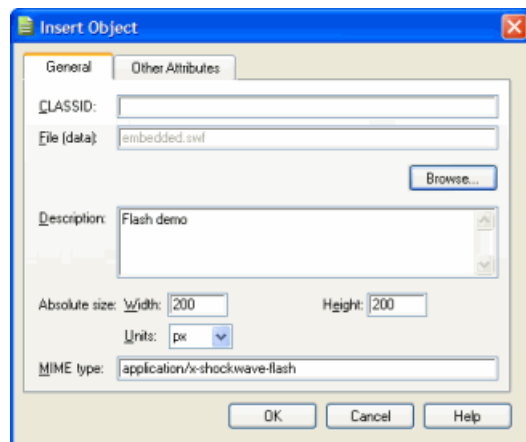 Insert Object
General Other Attributes
CLASSID:
File (data): embedded.swf
Browse...
Description: Flash demo
Absolute size: Width: 200 Height: 200
Units: px
MIME type: application/x-shockwave-flash
OK Cancel Help